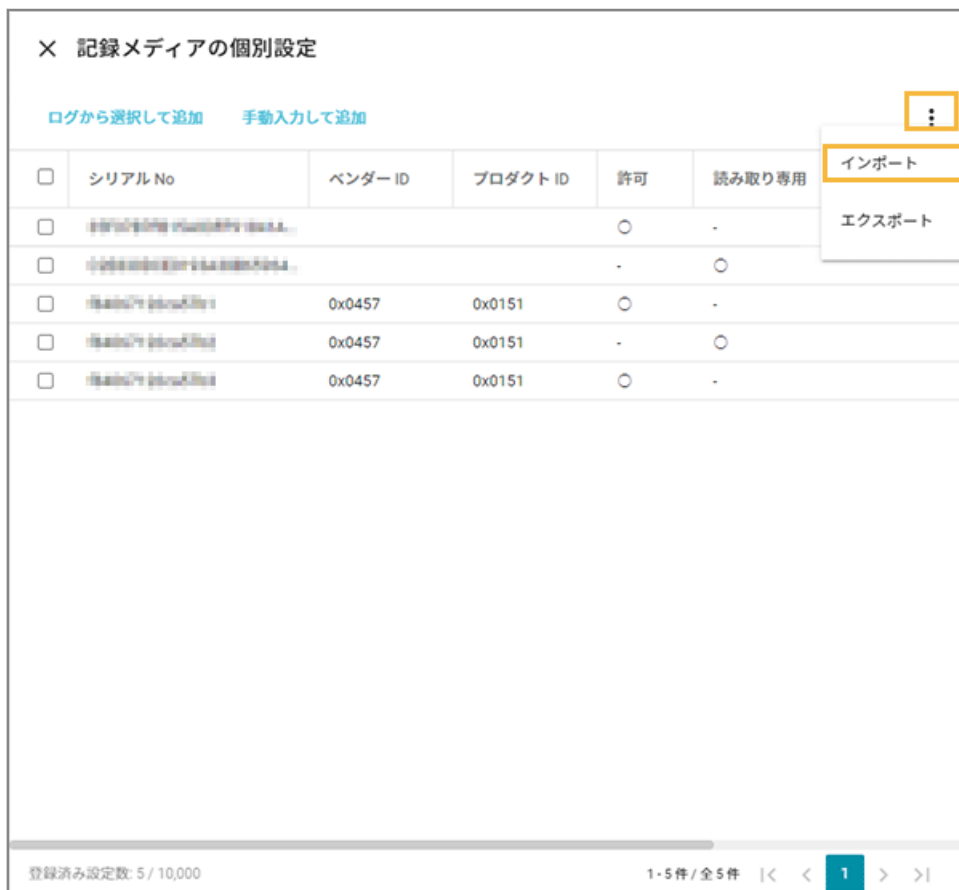 × 記録メディアの個別設定
ログから選択して追加 手動入力して追加
シリアル No ベンダー ID プロダクト ID 許可 読み取り専用
インポート
エクスポート
○ -
- ○
0x0457 0x0151 ○ -
0x0457 0x0151 - ○
0x0457 0x0151 ○ -
登録済み設定数: 5 / 10,000 1 - 5 件 / 全 5 件 |< < 1 > >|